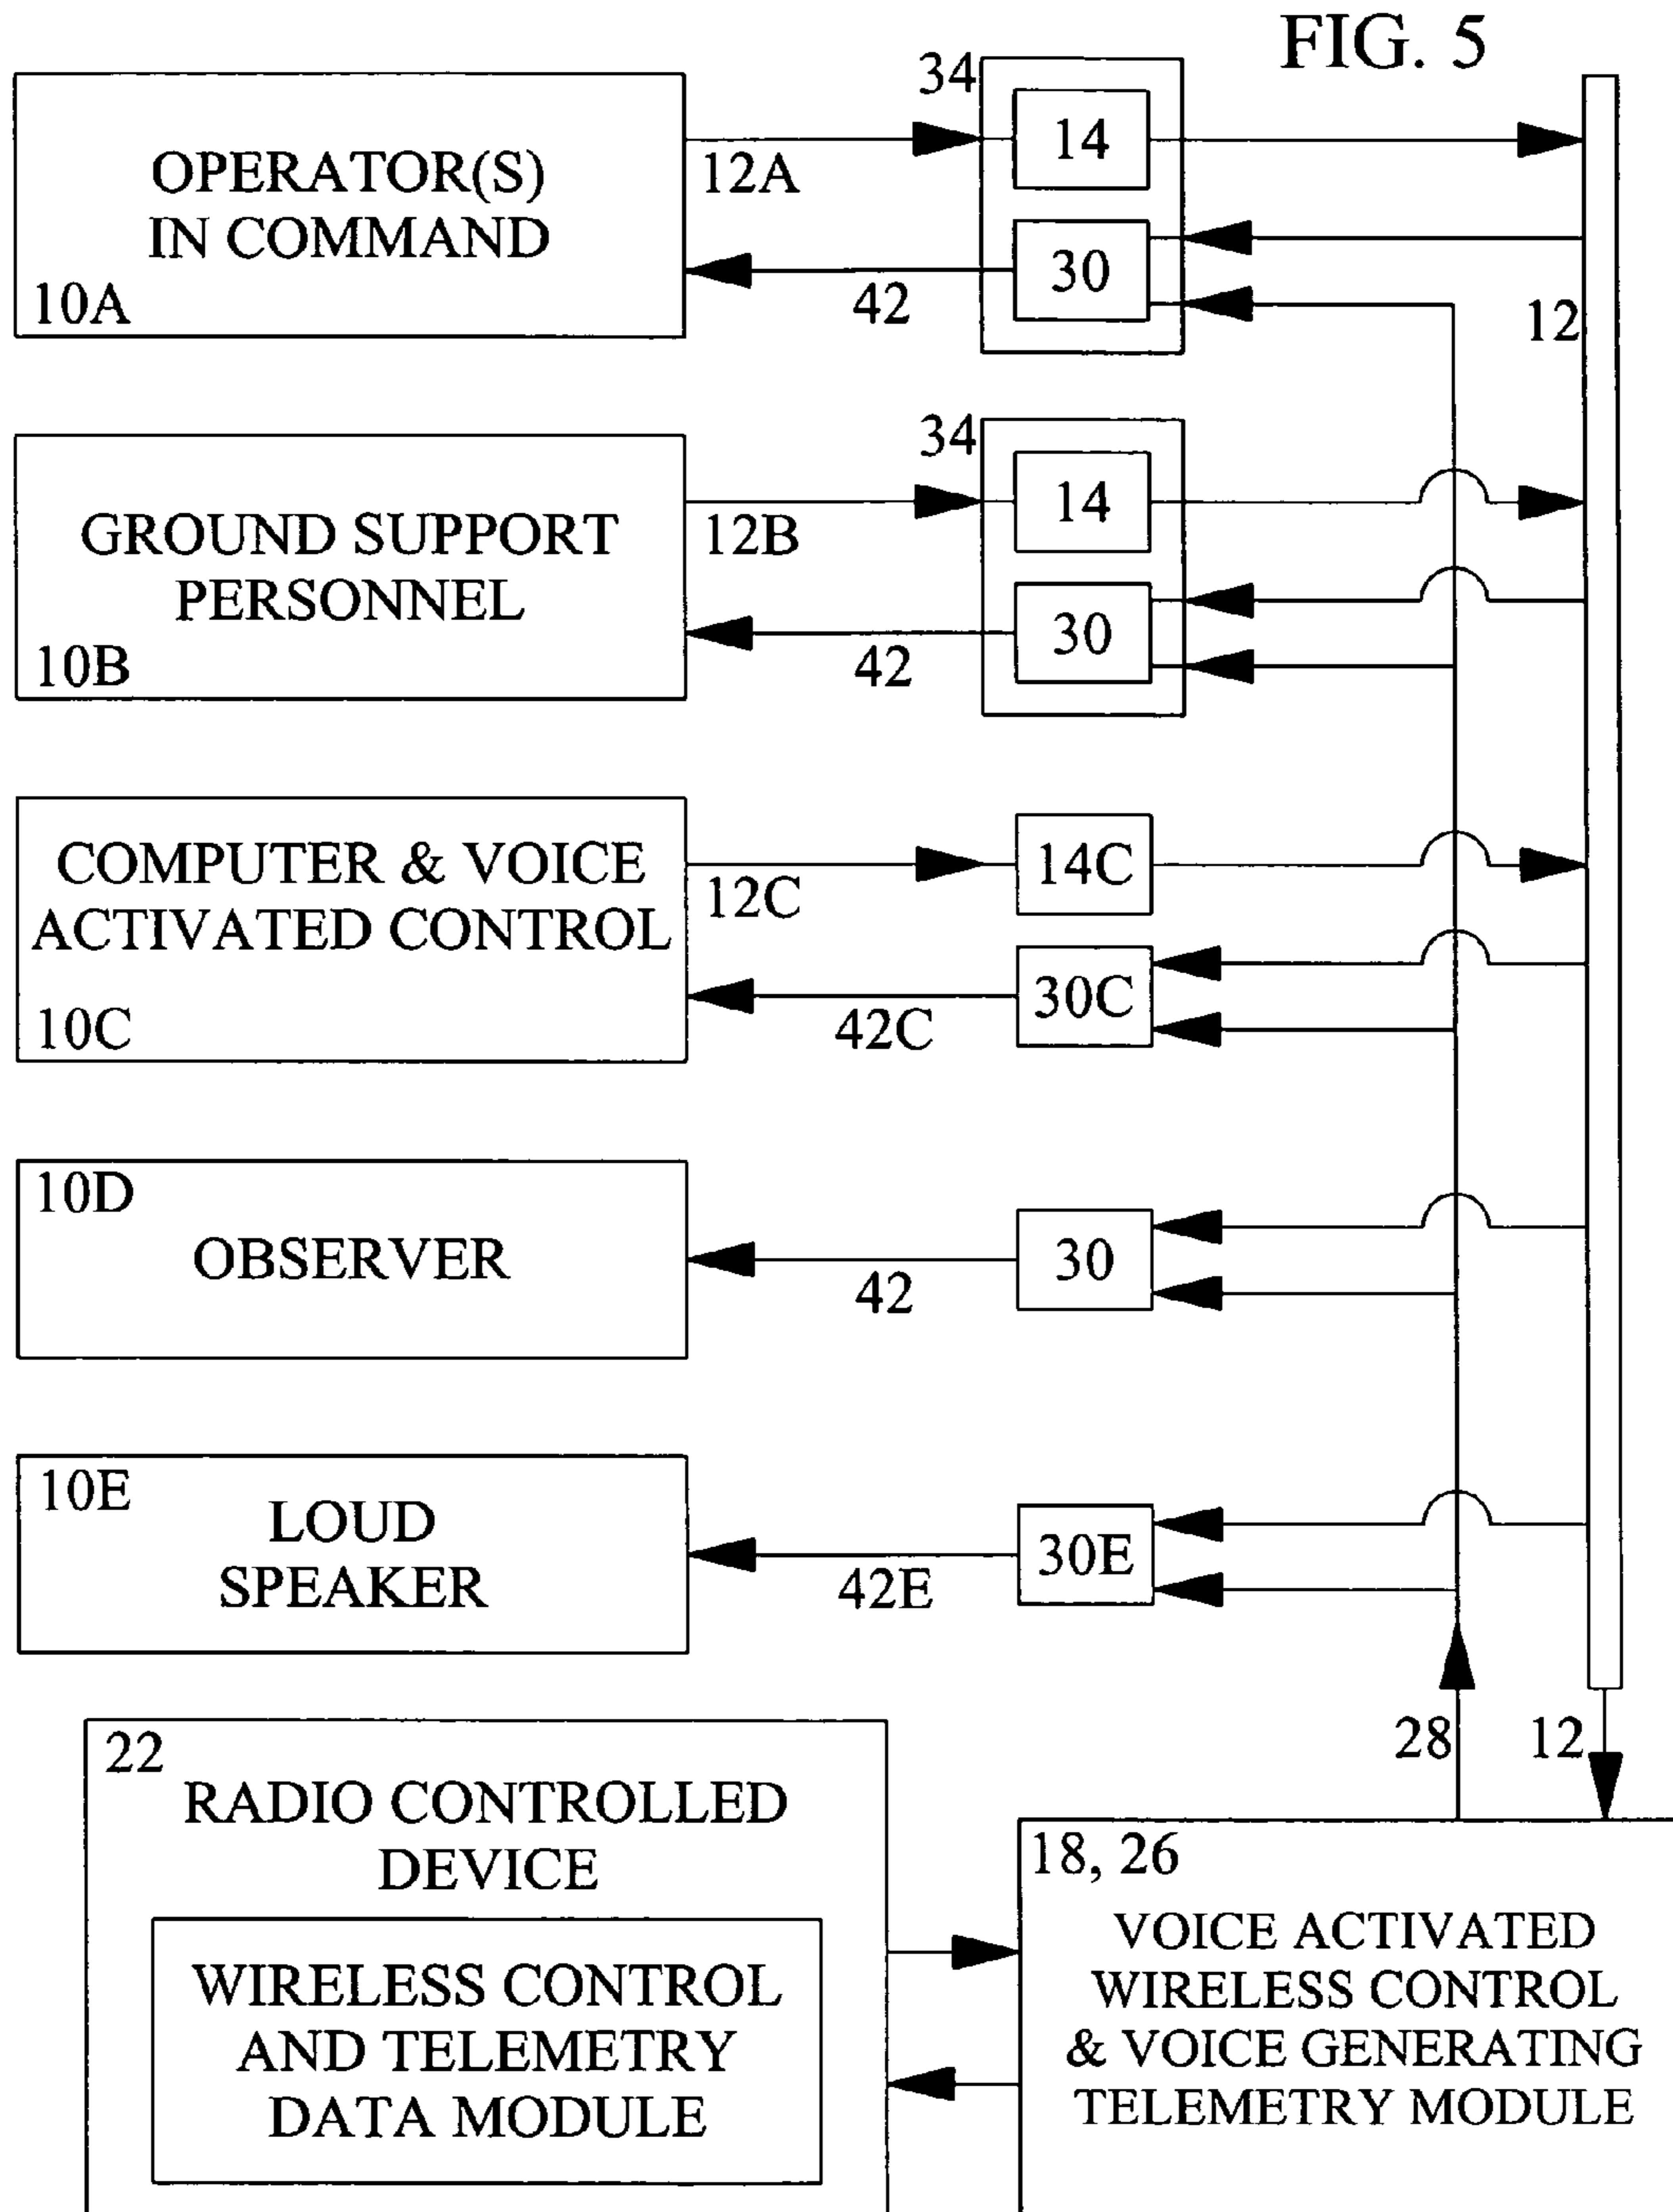 FIG. 5
34
14
OPERATOR(S)
12A
IN COMMAND
30
10A
42
12
34
14
GROUND SUPPORT
12B
PERSONNEL
30
10B
42
COMPUTER & VOICE
14C
12C
ACTIVATED CONTROL
30C
10C
42C
10D
OBSERVER
30
42
10E
LOUD
30E
SPEAKER
42E
22
28
12
RADIO CONTROLLED
DEVICE
18, 26
WIRELESS CONTROL
AND TELEMETRY
DATA MODULE
VOICE ACTIVATED
WIRELESS CONTROL
& VOICE GENERATING
TELEMETRY MODULE